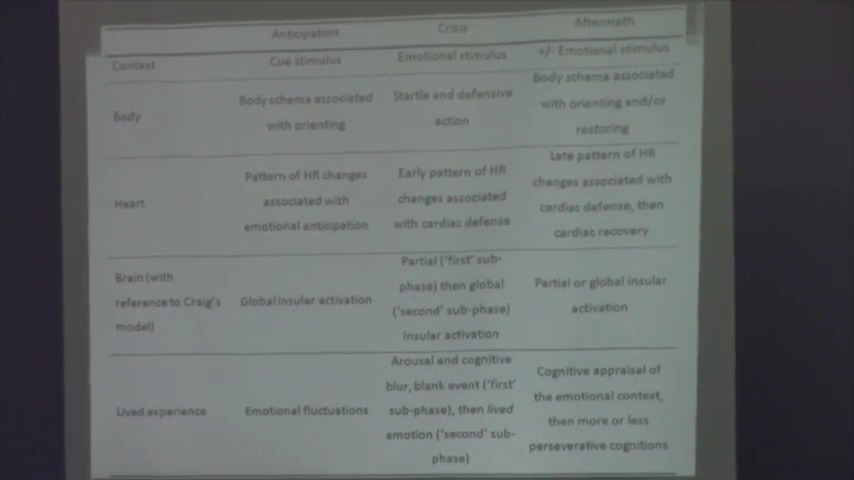 Anticipation Crisis Aftermath
Context Cue stimulus Emotional stimulus +/- Emotional stimulus
Body
Body schema associated
with orienting
Startle and defensive
action
Body schema associated
with orienting and/or
restoring
Heart
Pattern of HR changes
associated with
emotional anticipation
Early pattern of HR
changes associated
with cardiac defense
Late pattern of HR
changes associated with
cardiac defense, then
cardiac recovery
Brain (with
reference to Craig's
model)
Global insular activation
Partial ('first' sub-
phase) then global
('second' sub-phase)
insular activation
Partial or global insular
activation
Lived experience
Emotional fluctuations
Arousal and cognitive
blur, blank event ('first'
sub-phase), then lived
emotion ('second' sub-
phase)
Cognitive appraisal of
the emotional context,
then more or less
perseverative cognitions